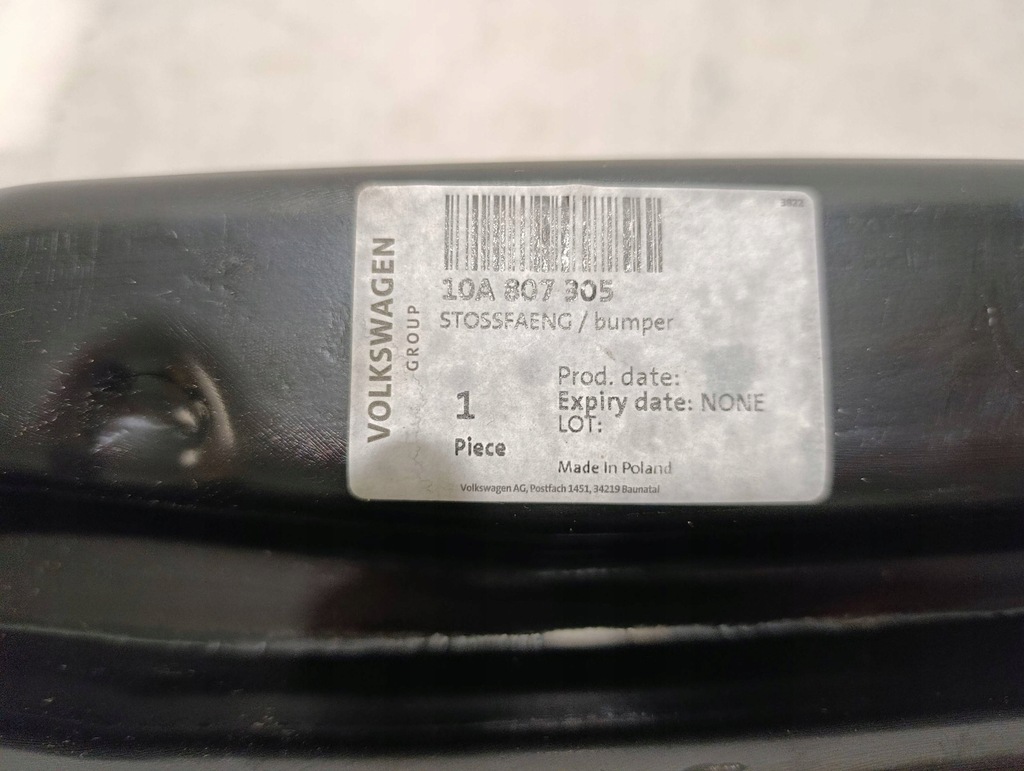 3822
VOLKSWAGEN
GROUP
10A 807 305
STOSSFAENG / bumper
1
Piece
Prod. date:
Expiry date: NONE
LOT:
Made in Poland
Volkswagen AG, Postfach 1451, 34219 Baunatal